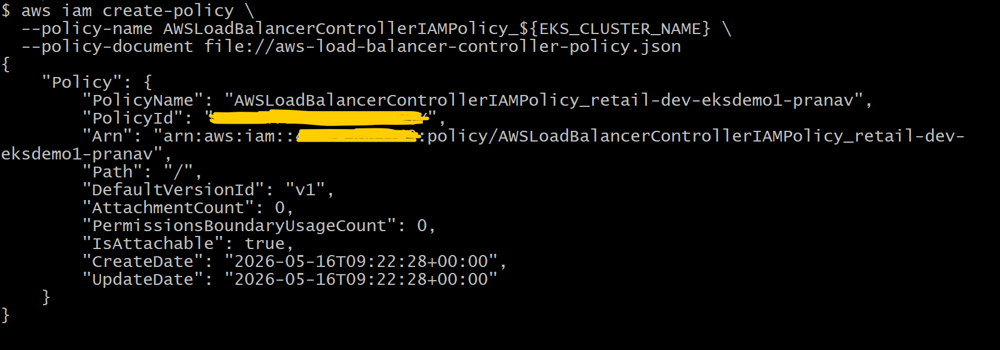 $ aws iam create-policy \
  --policy-name AWSLoadBalancerControllerIAMPolicy_${EKS_CLUSTER_NAME} \
  --policy-document file://aws-load-balancer-controller-policy.json
{
    "Policy": {
        "PolicyName": "AWSLoadBalancerControllerIAMPolicy_retail-dev-eksdemo1-pranav",
        "PolicyId": "",
        "Arn": "arn:aws:iam:::policy/AWSLoadBalancerControllerIAMPolicy_retail-dev-
eksdemo1-pranav",
        "Path": "/",
        "DefaultVersionId": "v1",
        "AttachmentCount": 0,
        "PermissionsBoundaryUsageCount": 0,
        "IsAttachable": true,
        "CreateDate": "2026-05-16T09:22:28+00:00",
        "UpdateDate": "2026-05-16T09:22:28+00:00"
    }
}